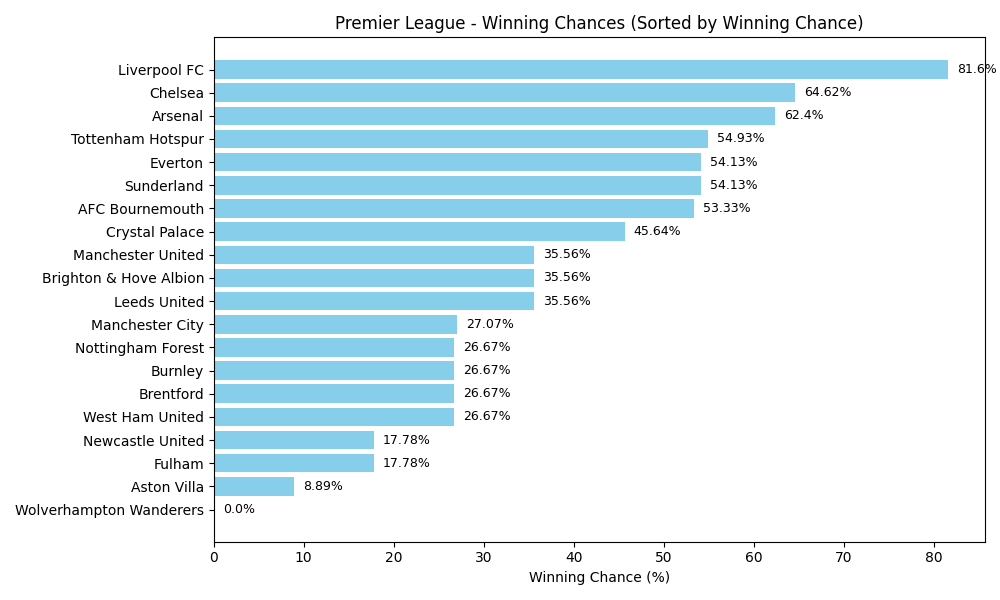 Premier League - Winning Chances (Sorted by Winning Chance)
Liverpool FC 81.6%
Chelsea 64.62%
Arsenal 62.4%
Tottenham Hotspur 54.93%
Everton 54.13%
Sunderland 54.13%
AFC Bournemouth 53.33%
Crystal Palace 45.64%
Manchester United 35.56%
Brighton & Hove Albion 35.56%
Leeds United 35.56%
Manchester City 27.07%
Nottingham Forest 26.67%
Burnley 26.67%
Brentford 26.67%
West Ham United 26.67%
Newcastle United 17.78%
Fulham 17.78%
Aston Villa 8.89%
Wolverhampton Wanderers 0.0%
0 10 20 30 40 50 60 70 80
Winning Chance (%)